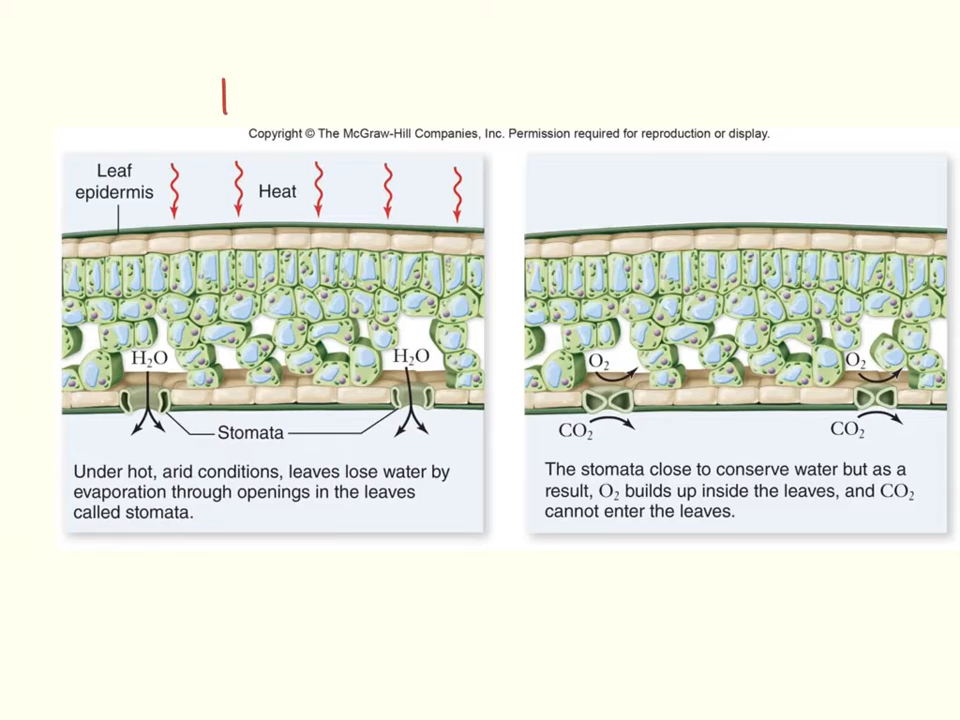 Copyright © The McGraw-Hill Companies, Inc. Permission required for reproduction or display.
Leaf
epidermis
Heat
H₂O
H₂O
Stomata
Under hot, arid conditions, leaves lose water by
evaporation through openings in the leaves
called stomata.
O₂
O₂
CO₂
CO₂
The stomata close to conserve water but as a
result, O₂ builds up inside the leaves, and CO₂
cannot enter the leaves.